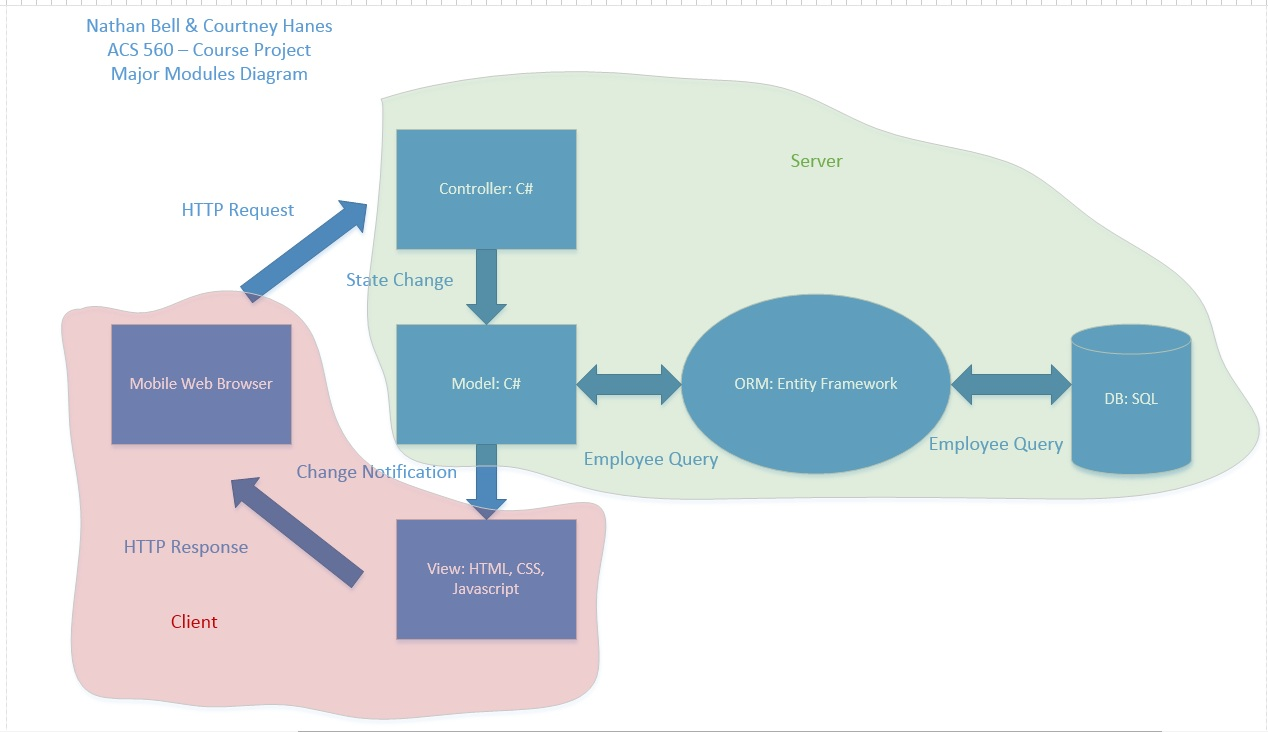 Nathan Bell & Courtney Hanes
ACS 560 – Course Project
Major Modules Diagram
Server
Controller: C#
HTTP Request
State Change
Mobile Web Browser
Model: C#
ORM: Entity Framework
DB: SQL
Employee Query
Employee Query
Change Notification
HTTP Response
View: HTML, CSS,
Javascript
Client